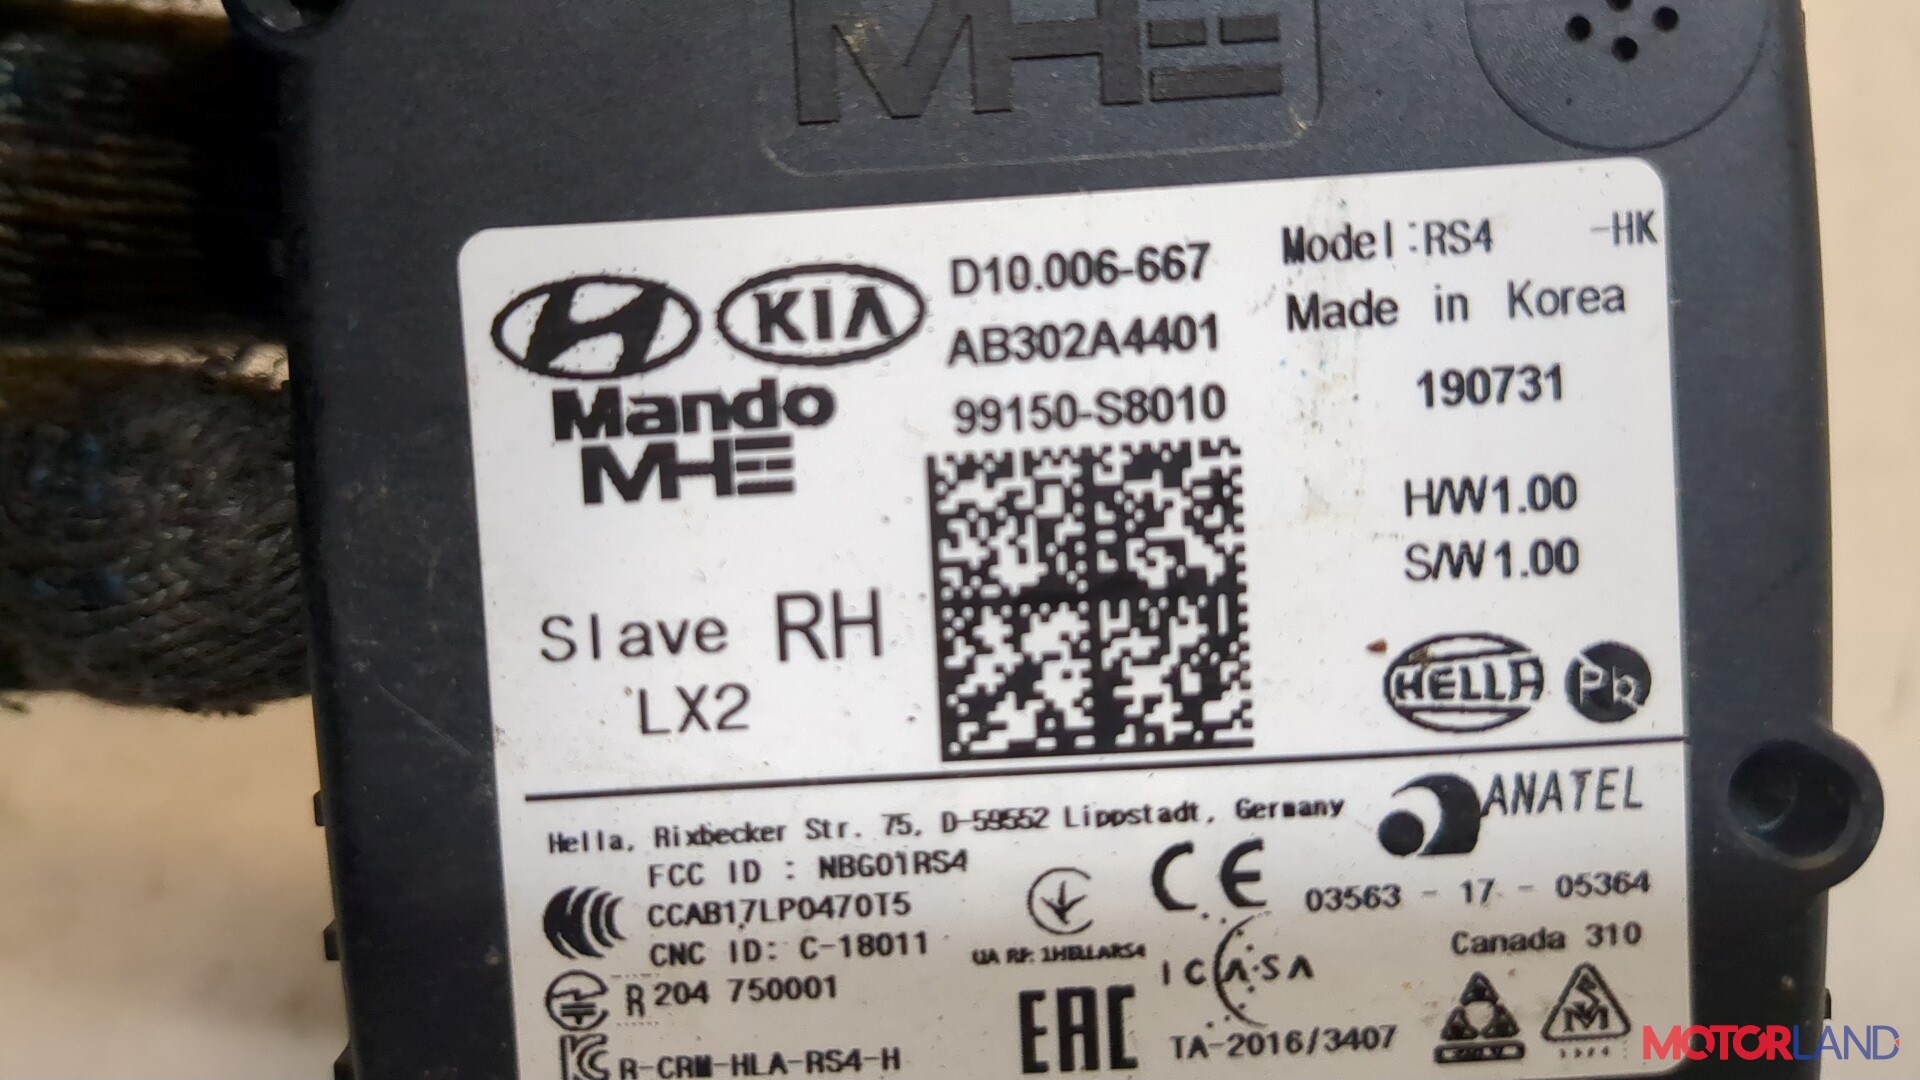 MHE
KIA
Mando
MHE
D10.006-667
AB302A4401
99150-S8010
Model:RS4 -HK
Made in Korea
190731
H/W1.00
S/W1.00
Slave RH
LX2
HELLA
Pb
Hella, Rixbecker Str. 75, D-59552 Lippstadt, Germany
ANATEL
FCC ID : NBG01RS4
CCAB17LP0470T5
CNC ID: C-18011
R 204 750001
R-CRM-HLA-RS4-H
UA RF: 1HELLARS4
CE
03563 - 17 - 05364
Canada 310
ICASA
EAC
TA-2016/3407
MOTORLAND